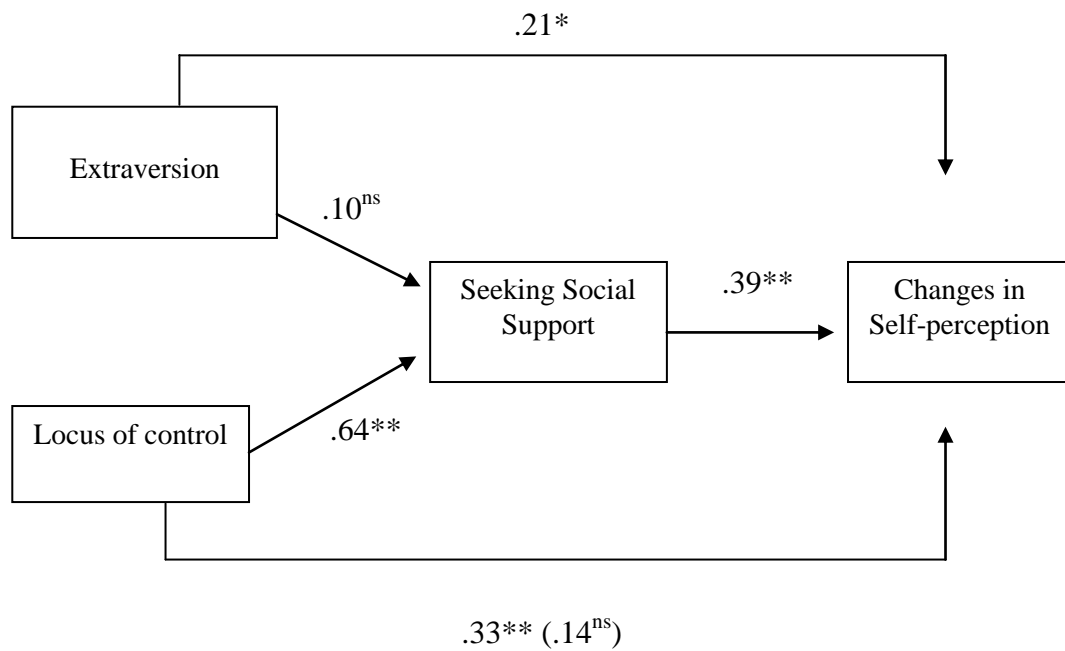 .21*
Extraversion
.10ns
Seeking Social
Support
.39**
Changes in
Self-perception
Locus of control
.64**
.33** (.14ns)